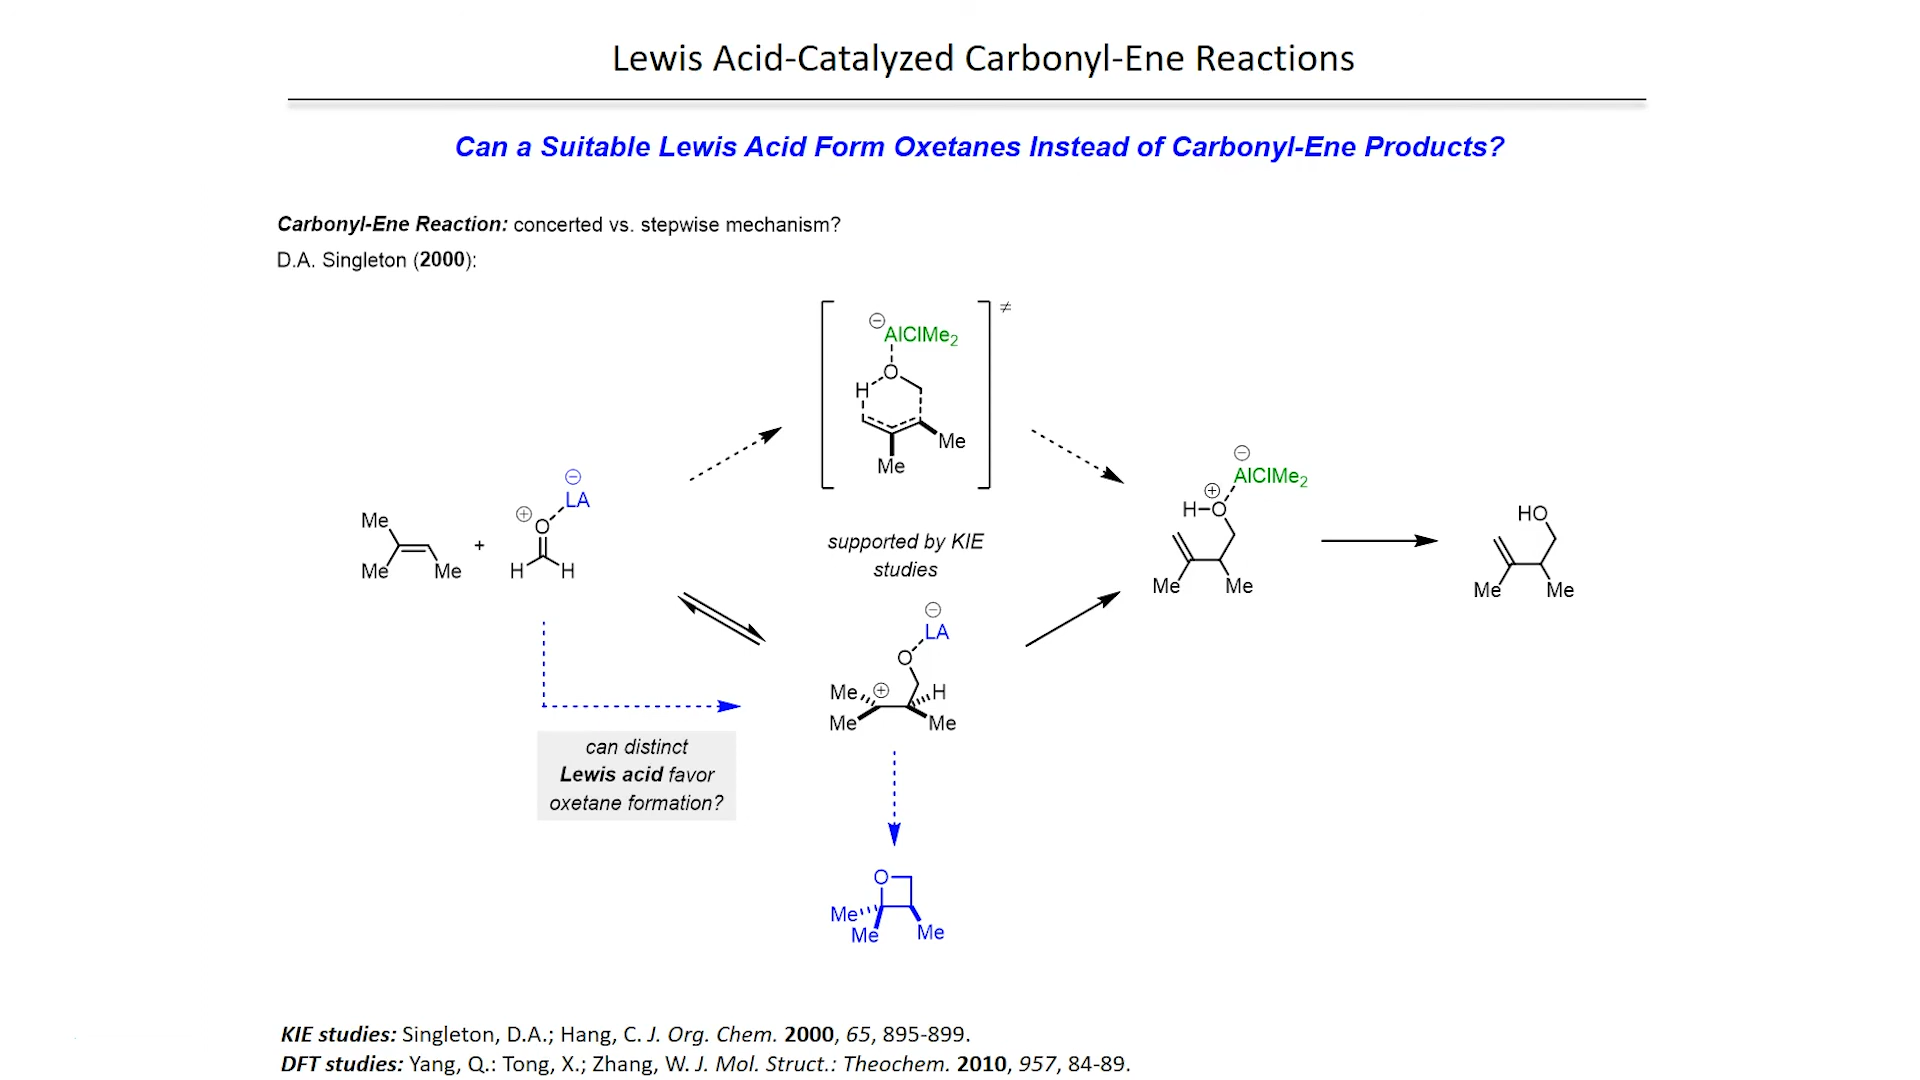 Lewis Acid-Catalyzed Carbonyl-Ene Reactions
Can a Suitable Lewis Acid Form Oxetanes Instead of Carbonyl-Ene Products?
Carbonyl-Ene Reaction: concerted vs. stepwise mechanism?
D.A. Singleton (2000):
≠
⊖
AlClMe₂
O
H
Me
Me
supported by KIE
studies
Me
Me
Me
+
⊖
LA
⊕
O
H
H
⊖
AlClMe₂
⊕
H–O
Me
Me
HO
Me
Me
⊖
LA
O
Me
⊕
H
Me
Me
can distinct
Lewis acid favor
oxetane formation?
O
Me
Me
Me
KIE studies: Singleton, D.A.; Hang, C. J. Org. Chem. 2000, 65, 895-899.
DFT studies: Yang, Q.: Tong, X.; Zhang, W. J. Mol. Struct.: Theochem. 2010, 957, 84-89.